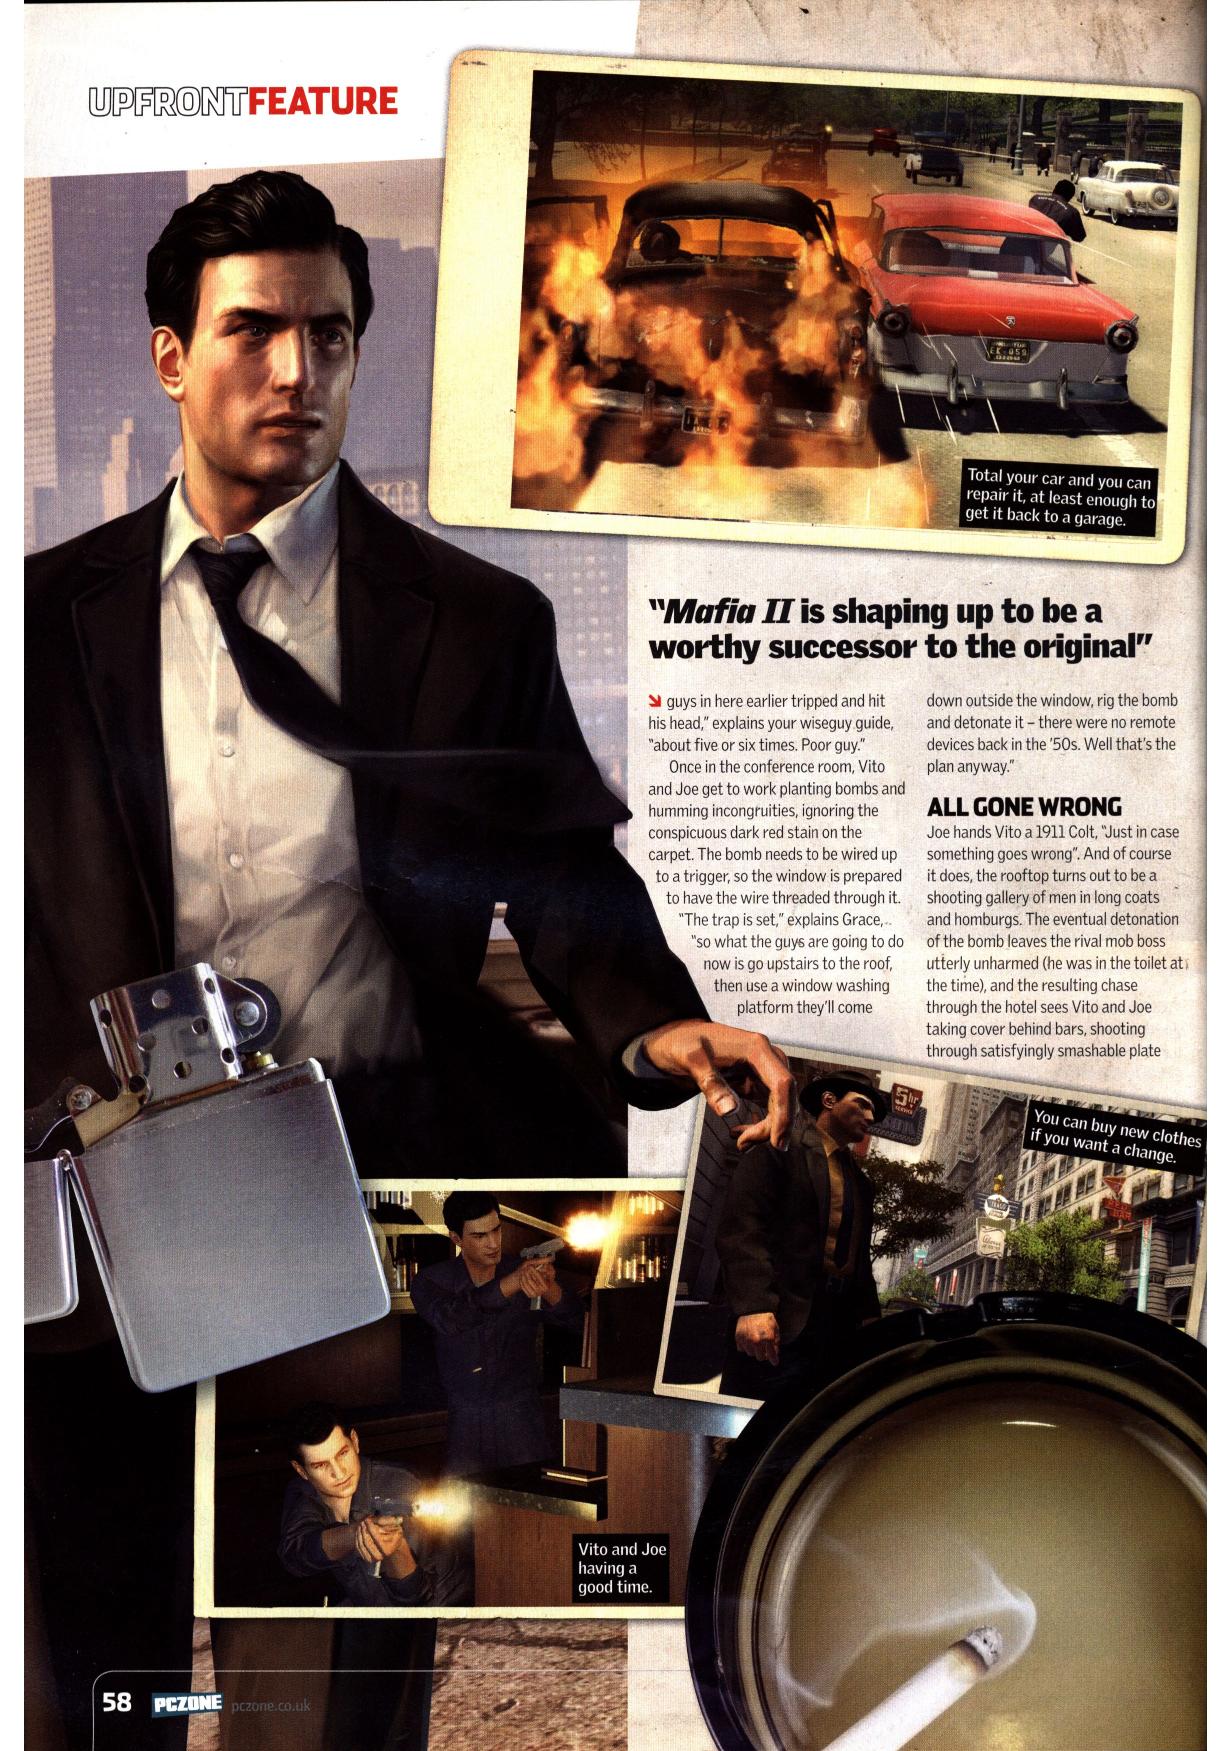 UPFRONTFEATURE
Total your car and you can
repair it, at least enough to
get it back to a garage.
“Mafia II is shaping up to be a
worthy successor to the original”
guys in here earlier tripped and hit
his head,” explains your wiseguy guide,
“about five or six times. Poor guy.”
Once in the conference room, Vito
and Joe get to work planting bombs and
humming incongruities, ignoring the
conspicuous dark red stain on the
carpet. The bomb needs to be wired up
to a trigger, so the window is prepared
to have the wire threaded through it.
“The trap is set,” explains Grace,
“so what the guys are going to do
now is go upstairs to the roof,
then use a window washing
platform they’ll come
down outside the window, rig the bomb
and detonate it – there were no remote
devices back in the ’50s. Well that’s the
plan anyway.”
ALL GONE WRONG
Joe hands Vito a 1911 Colt, “Just in case
something goes wrong”. And of course
it does, the rooftop turns out to be a
shooting gallery of men in long coats
and homburgs. The eventual detonation
of the bomb leaves the rival mob boss
utterly unharmed (he was in the toilet at
the time), and the resulting chase
through the hotel sees Vito and Joe
taking cover behind bars, shooting
through satisfyingly smashable plate
5hr
SERVICE
You can buy new clothes
if you want a change.
Vito and Joe
having a
good time.
58 PCZONE pczone.co.uk